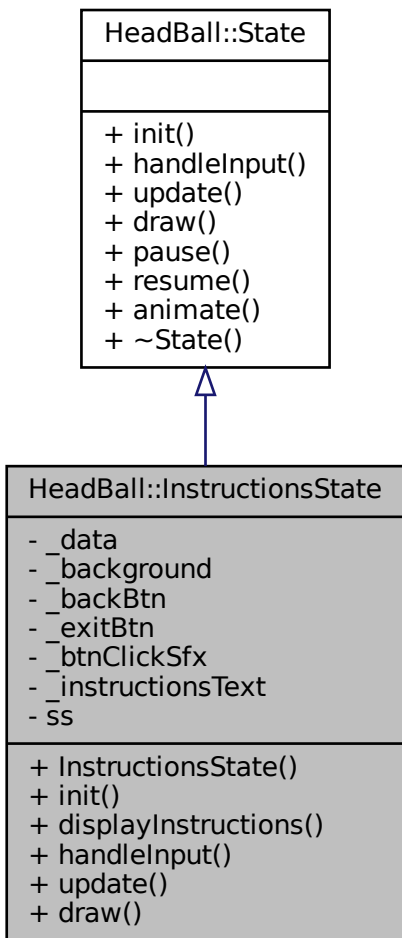 HeadBall::State
+ init()
+ handleInput()
+ update()
+ draw()
+ pause()
+ resume()
+ animate()
+ ~State()
HeadBall::InstructionsState
- _data
- _background
- _backBtn
- _exitBtn
- _btnClickSfx
- _instructionsText
- ss
+ InstructionsState()
+ init()
+ displayInstructions()
+ handleInput()
+ update()
+ draw()